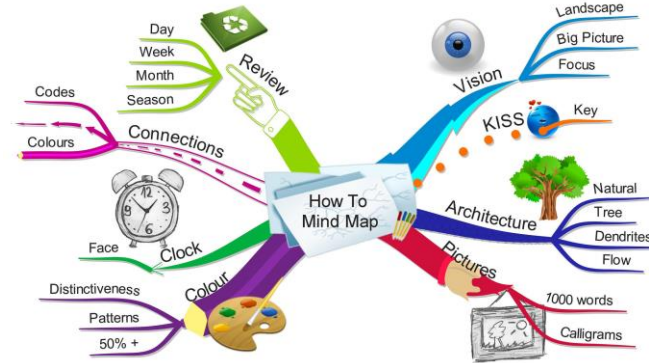 How To
Mind Map
Vision
Landscape
Big Picture
Focus
KISS
Key
Architecture
Natural
Tree
Dendrites
Flow
Pictures
1000 words
Calligrams
Colour
Distinctiveness
Patterns
50% +
Clock
Face
Connections
Codes
Colours
Review
Day
Week
Month
Season